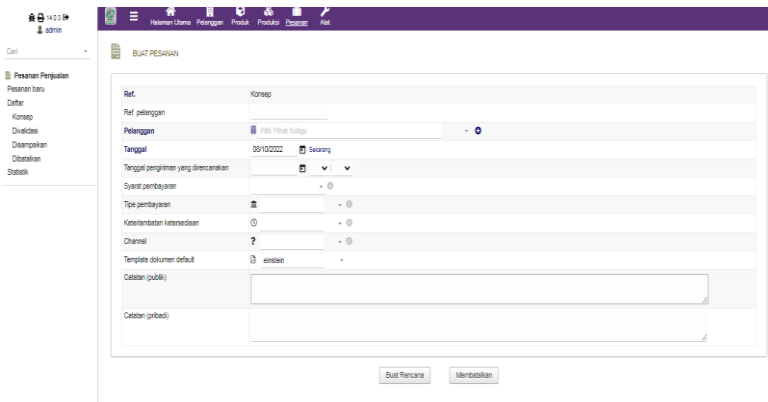 14.0.3
admin
Cari
Pesanan Penjualan
Pesanan baru
Daftar
Konsep
Divalidasi
Disampaikan
Dibatalkan
Statistik
Halaman Utama Pelanggan Produk Produksi Pesanan Alat
BUAT PESANAN
Ref. Konsep
Ref. pelanggan
Pelanggan Pilih Pihak Ketiga
Tanggal 08/10/2022 Sekarang
Tanggal pengiriman yang direncanakan :
Syarat pembayaran
Tipe pembayaran
Keterlambatan ketersediaan
Channel
Template dokumen default einstein
Catatan (publik)
Catatan (pribadi)
Buat Rencana Membatalkan